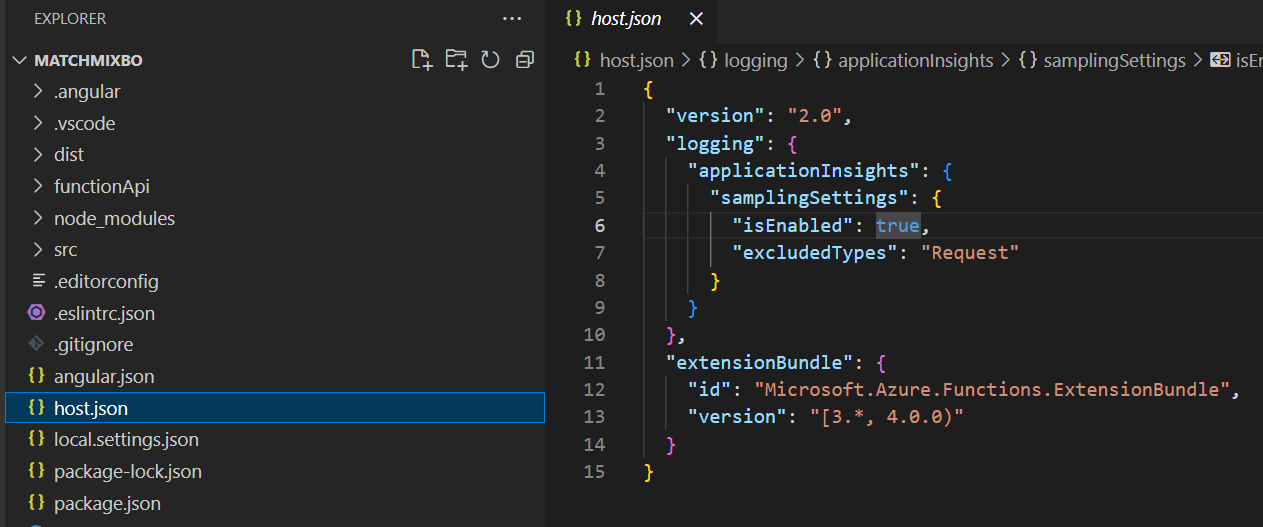 EXPLORER
MATCHMIXBO
.angular
.vscode
dist
functionApi
node_modules
src
.editorconfig
.eslintrc.json
.gitignore
angular.json
host.json
local.settings.json
package-lock.json
package.json
host.json
host.json > {} logging > {} applicationInsights > {} samplingSettings > isEn
1 {
2 "version": "2.0",
3 "logging": {
4 "applicationInsights": {
5 "samplingSettings": {
6 "isEnabled": true,
7 "excludedTypes": "Request"
8 }
9 }
10 },
11 "extensionBundle": {
12 "id": "Microsoft.Azure.Functions.ExtensionBundle",
13 "version": "[3.*, 4.0.0)"
14 }
15 }